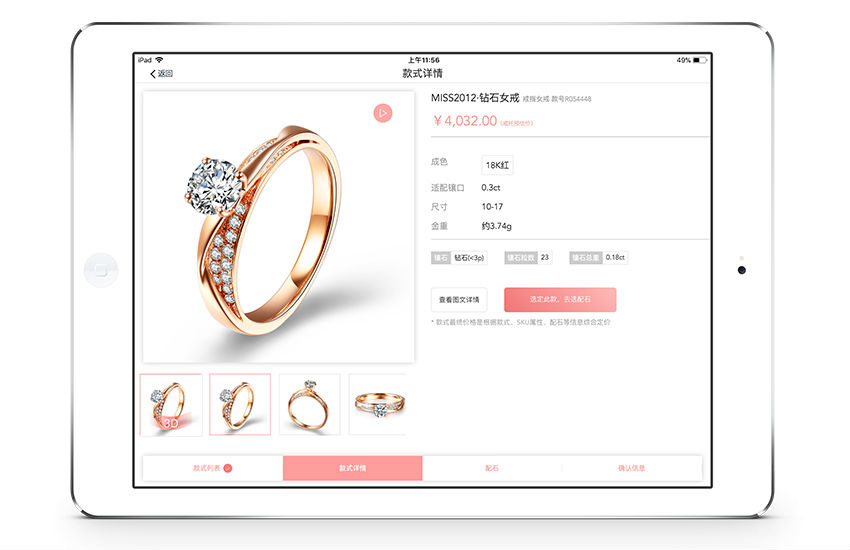 iPad 上午11:56 49%
返回 款式详情
MISS2012·钻石女戒 戒指女戒 款号R054448
￥4,032.00 (戒托预估价)
成色 18K红
适配镶口 0.3ct
尺寸 10-17
金重 约3.74g
镶石 钻石(<3p) 镶石粒数 23 镶石总重 0.18ct
查看图文详情 选定此款，去选配石
* 款式最终价格是根据款式、SKU属性、配石等信息综合定价
3D
款式列表 款式详情 配石 确认信息